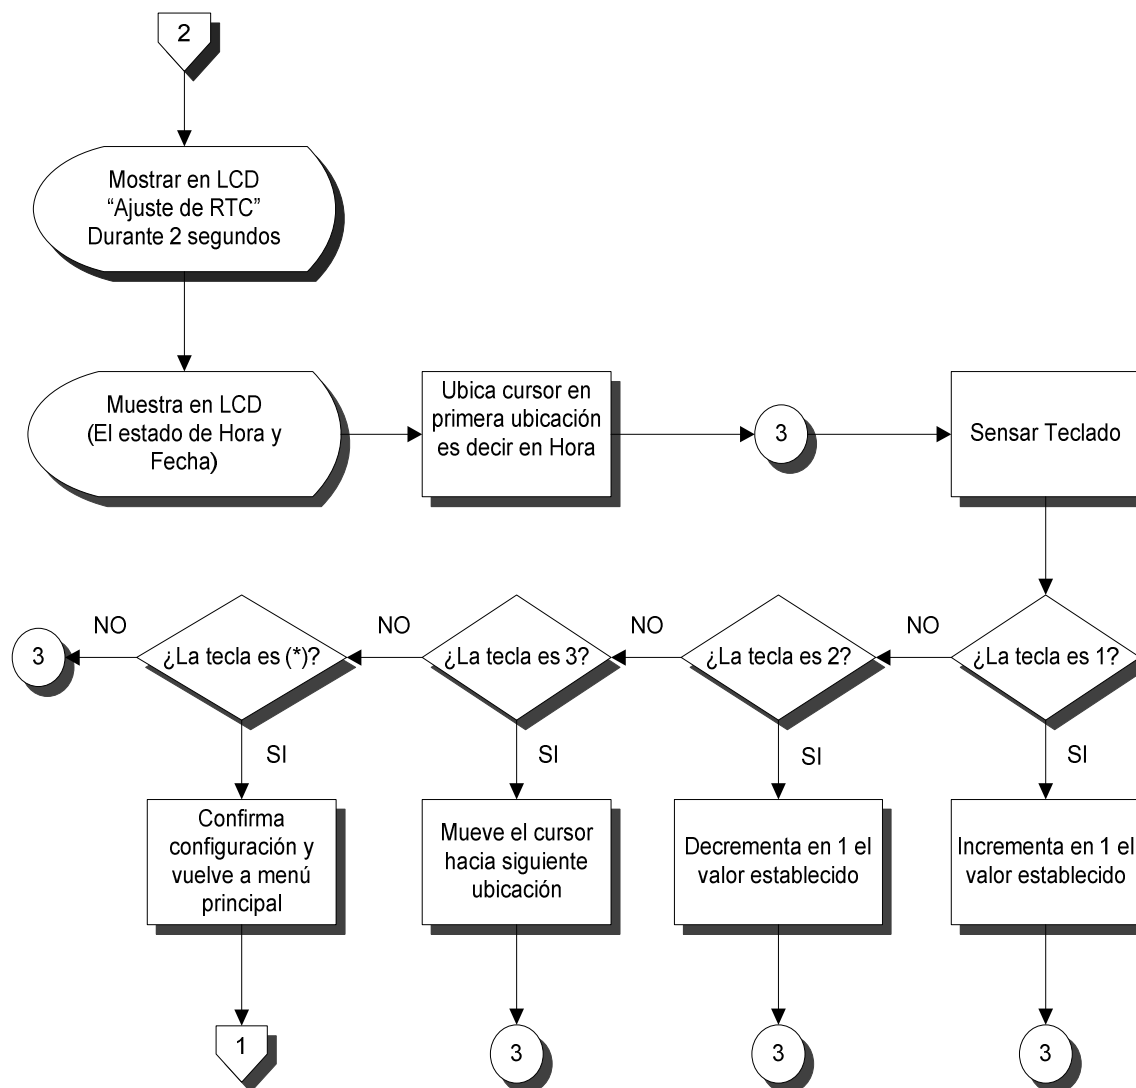 2
Mostrar en LCD
“Ajuste de RTC”
Durante 2 segundos
Muestra en LCD
(El estado de Hora y
Fecha)
Ubica cursor en
primera ubicación
es decir en Hora
3
Sensar Teclado
¿La tecla es 1?
NO
¿La tecla es 2?
NO
¿La tecla es 3?
NO
¿La tecla es (*)?
NO
3
SI
SI
SI
SI
Confirma
configuración y
vuelve a menú
principal
Mueve el cursor
hacia siguiente
ubicación
Decrementa en 1 el
valor establecido
Incrementa en 1 el
valor establecido
1
3
3
3